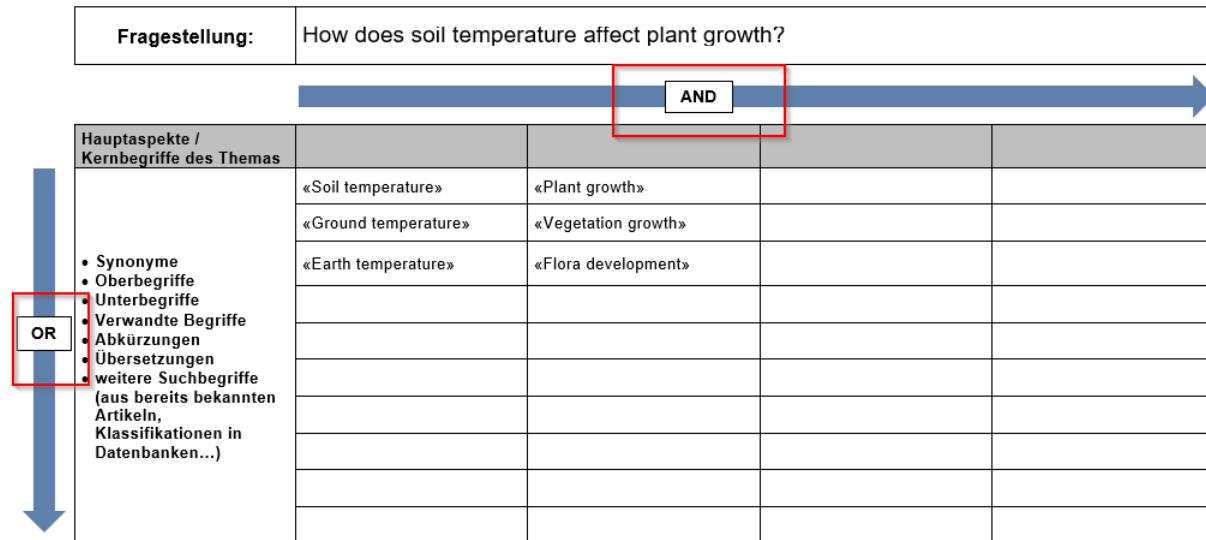 Fragestellung:
How does soil temperature affect plant growth?
AND
Hauptaspekte /
Kernbegriffe des Themas
«Soil temperature»
«Plant growth»
«Ground temperature»
«Vegetation growth»
«Earth temperature»
«Flora development»
OR
• Synonyme
• Oberbegriffe
• Unterbegriffe
• Verwandte Begriffe
• Abkürzungen
• Übersetzungen
• weitere Suchbegriffe
(aus bereits bekannten
Artikeln,
Klassifikationen in
Datenbanken...)